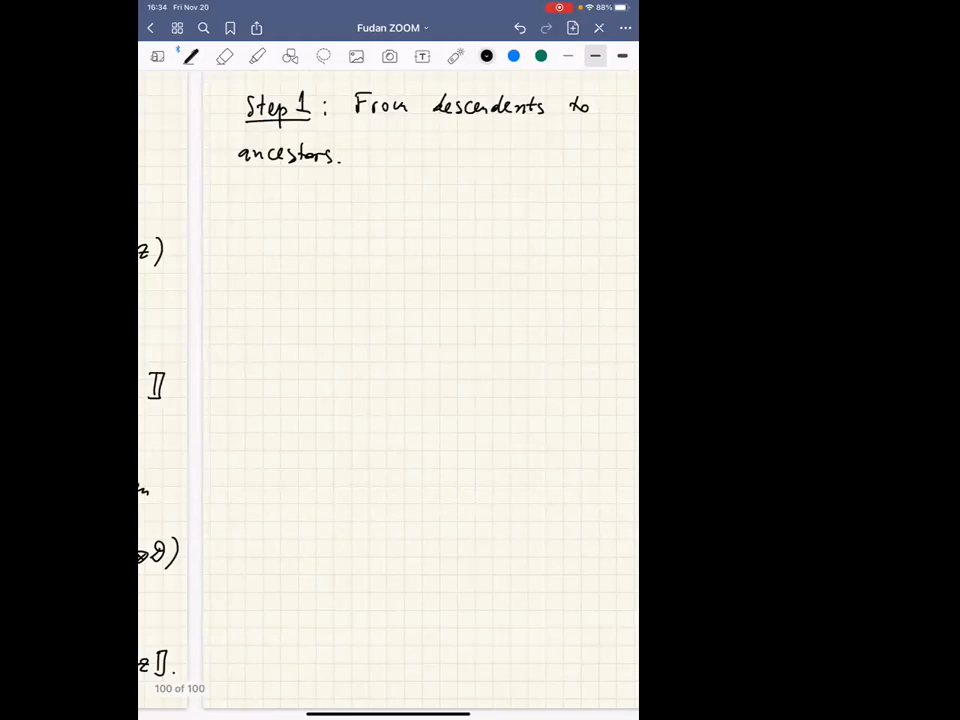 16:34 Fri Nov 20
88%
Fudan ZOOM
Step 1 : From descendents to
ancestors.
z)
]]
∞ϑ)
z]].
100 of 100